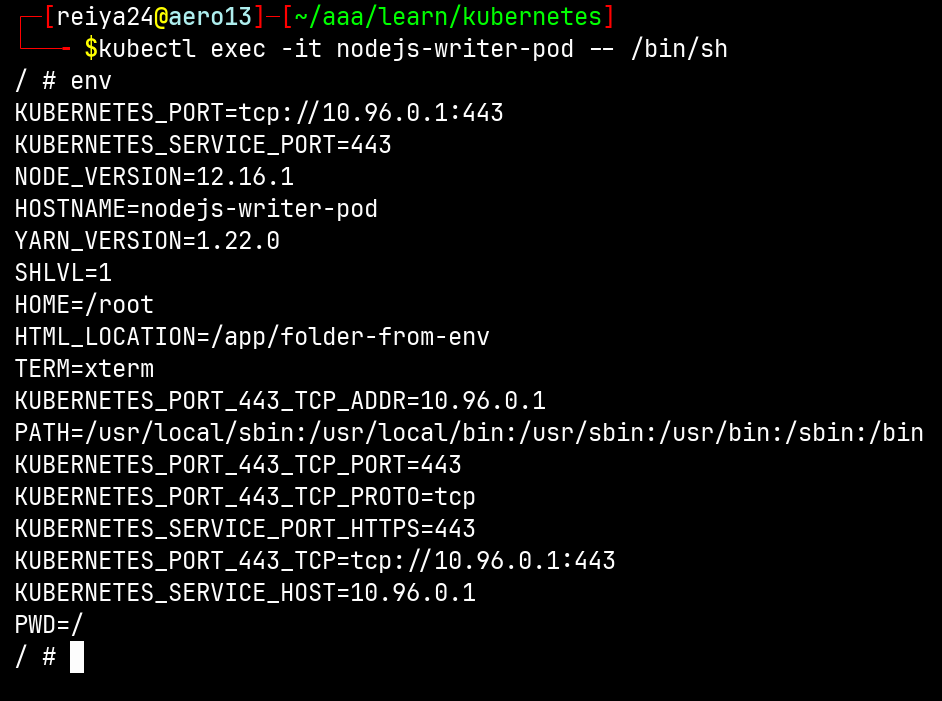 ┌─[reiya24@aero13]─[~/aaa/learn/kubernetes]
└──╼ $kubectl exec -it nodejs-writer-pod -- /bin/sh
/ # env
KUBERNETES_PORT=tcp://10.96.0.1:443
KUBERNETES_SERVICE_PORT=443
NODE_VERSION=12.16.1
HOSTNAME=nodejs-writer-pod
YARN_VERSION=1.22.0
SHLVL=1
HOME=/root
HTML_LOCATION=/app/folder-from-env
TERM=xterm
KUBERNETES_PORT_443_TCP_ADDR=10.96.0.1
PATH=/usr/local/sbin:/usr/local/bin:/usr/sbin:/usr/bin:/sbin:/bin
KUBERNETES_PORT_443_TCP_PORT=443
KUBERNETES_PORT_443_TCP_PROTO=tcp
KUBERNETES_SERVICE_PORT_HTTPS=443
KUBERNETES_PORT_443_TCP=tcp://10.96.0.1:443
KUBERNETES_SERVICE_HOST=10.96.0.1
PWD=/
/ #